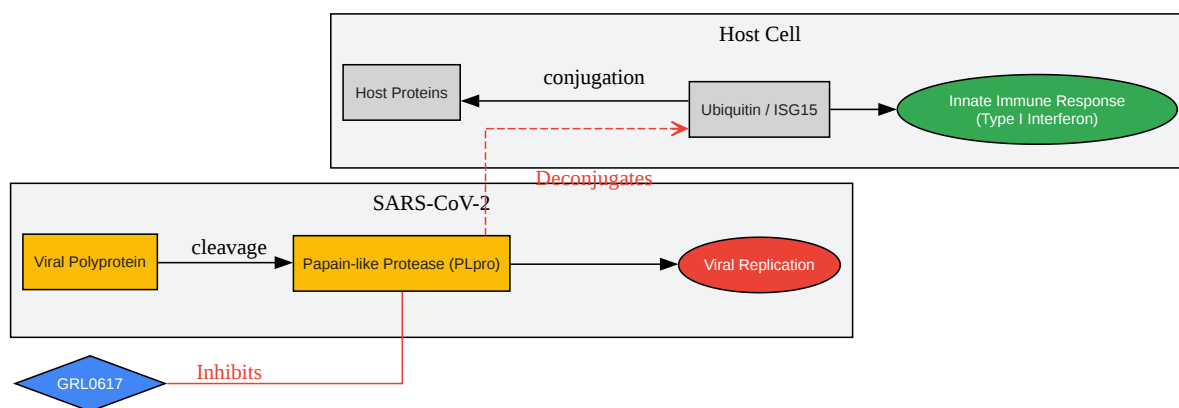 Host Cell
conjugation
Host Proteins
Ubiquitin / ISG15
Innate Immune Response
(Type I Interferon)
Deconjugates
SARS-CoV-2
cleavage
Viral Polyprotein
Papain-like Protease (PLpro)
Viral Replication
Inhibits
GRL0617